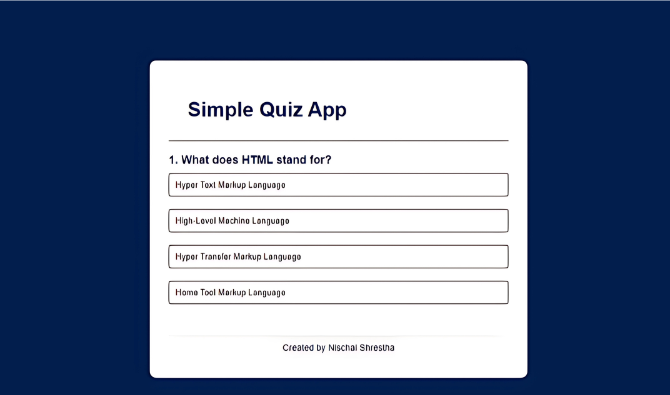 Simple Quiz App
1. What does HTML stand for?
Hyper Text Markup Language
High-Level Machine Language
Hyper Transfer Markup Language
Home Tool Markup Language
Created by Nischal Shrestha